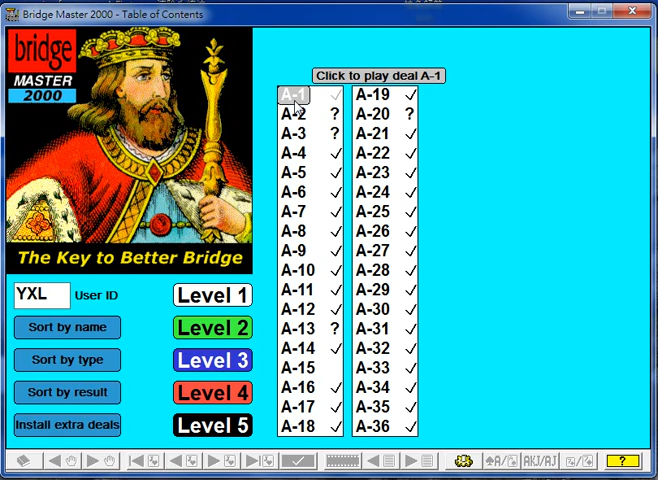 Bridge Master 2000 - Table of Contents
bridge
MASTER
2000
The Key to Better Bridge
YXL User ID
Sort by name
Sort by type
Sort by result
Install extra deals
Level 1
Level 2
Level 3
Level 4
Level 5
Click to play deal A-1
A-1 ✓
A-2 ?
A-3 ?
A-4 ✓
A-5 ✓
A-6 ✓
A-7 ✓
A-8 ✓
A-9 ✓
A-10 ✓
A-11 ✓
A-12 ✓
A-13 ?
A-14 ✓
A-15
A-16 ✓
A-17 ✓
A-18 ✓
A-19 ✓
A-20 ?
A-21 ✓
A-22 ✓
A-23 ✓
A-24 ✓
A-25 ✓
A-26 ✓
A-27 ✓
A-28 ✓
A-29 ✓
A-30 ✓
A-31 ✓
A-32 ✓
A-33 ✓
A-34 ✓
A-35 ✓
A-36 ✓
AKJ/AJ
?